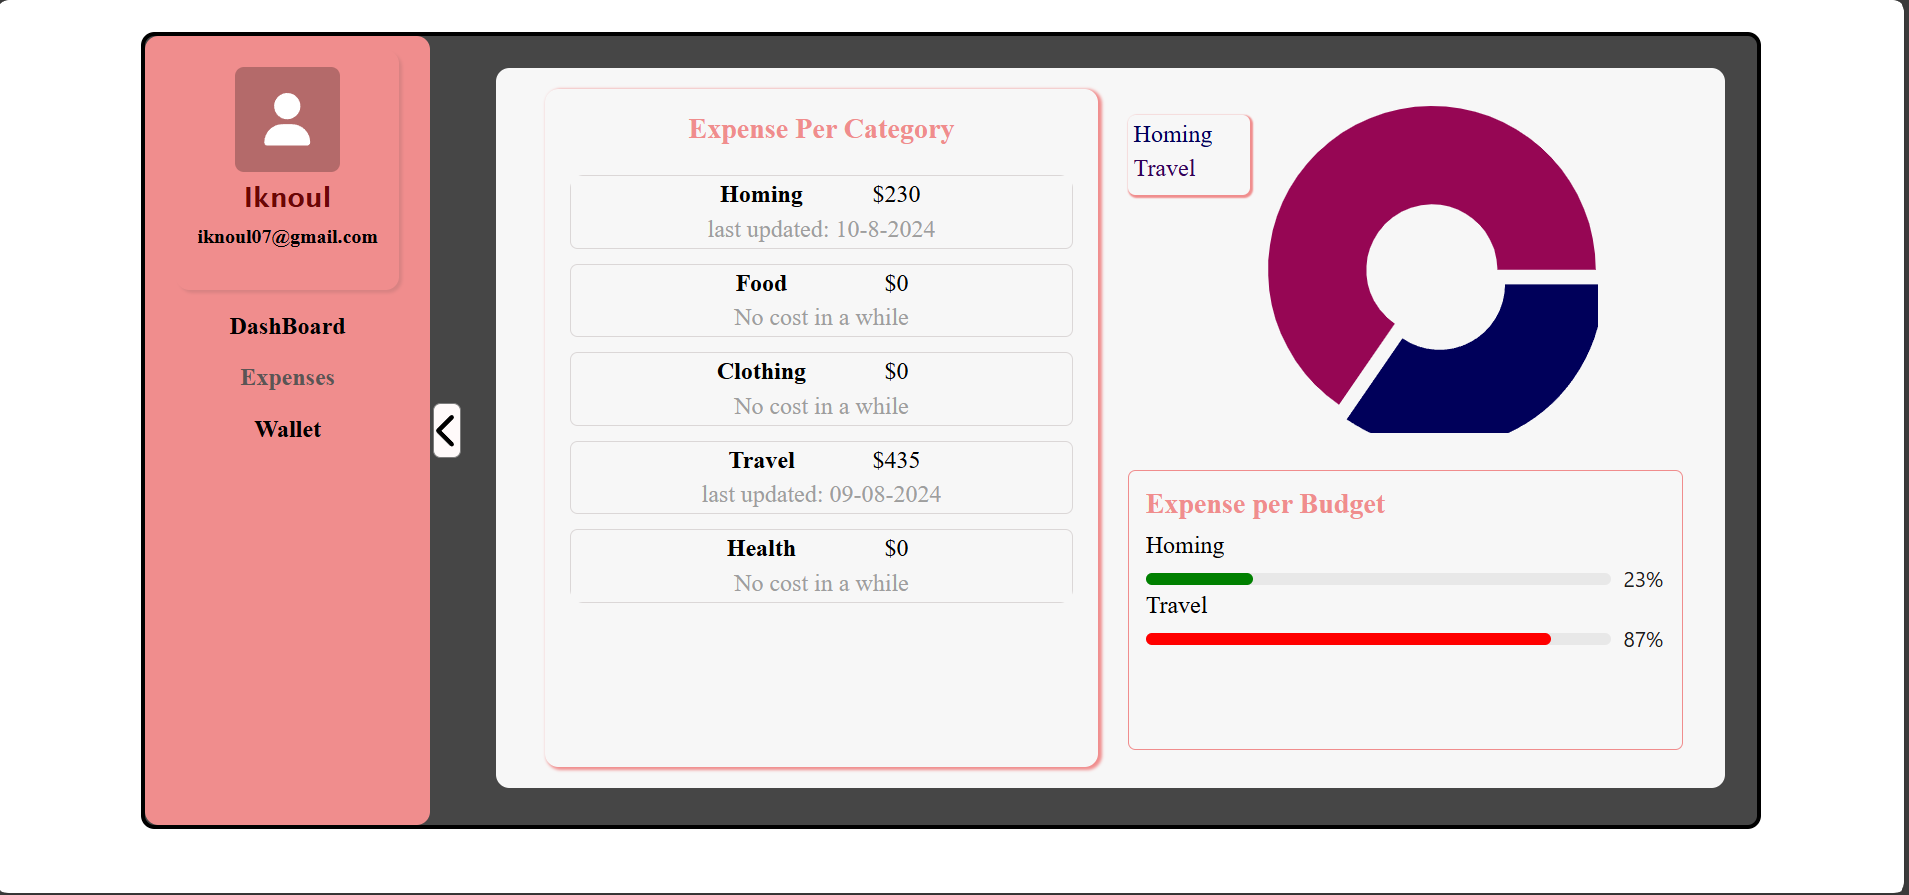 Iknoul
iknoul07@gmail.com
DashBoard
Expenses
Wallet
Expense Per Category
Homing $230
last updated: 10-8-2024
Food $0
No cost in a while
Clothing $0
No cost in a while
Travel $435
last updated: 09-08-2024
Health $0
No cost in a while
Homing
Travel
Expense per Budget
Homing
23%
Travel
87%